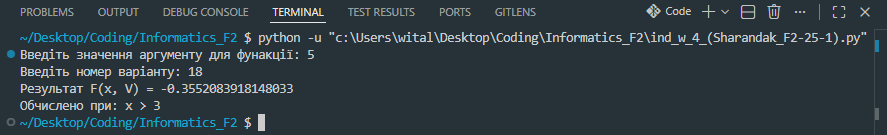 PROBLEMS OUTPUT DEBUG CONSOLE TERMINAL TEST RESULTS PORTS GITLENS Code
~/Desktop/Coding/Informatics_F2 $ python -u "c:\Users\wital\Desktop\Coding\Informatics_F2\ind_w_4_(Sharandak_F2-25-1).py"
Введіть значення аргументу для функакції: 5
Введіть номер варіанту: 18
Результат F(x, V) = -0.3552083918148033
Обчислено при: x > 3
~/Desktop/Coding/Informatics_F2 $